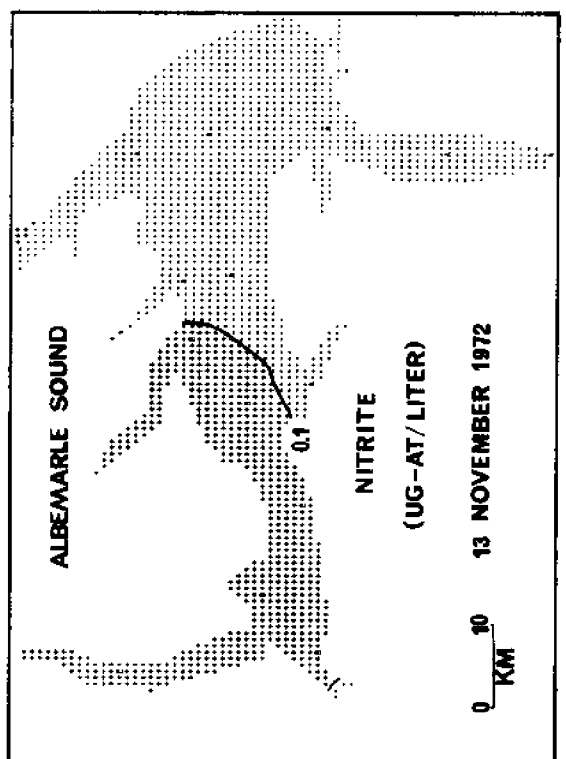 ALBEMARLE SOUND
0.1
NITRITE
(UG-AT/LITER)
13 NOVEMBER 1972
0 10
KM